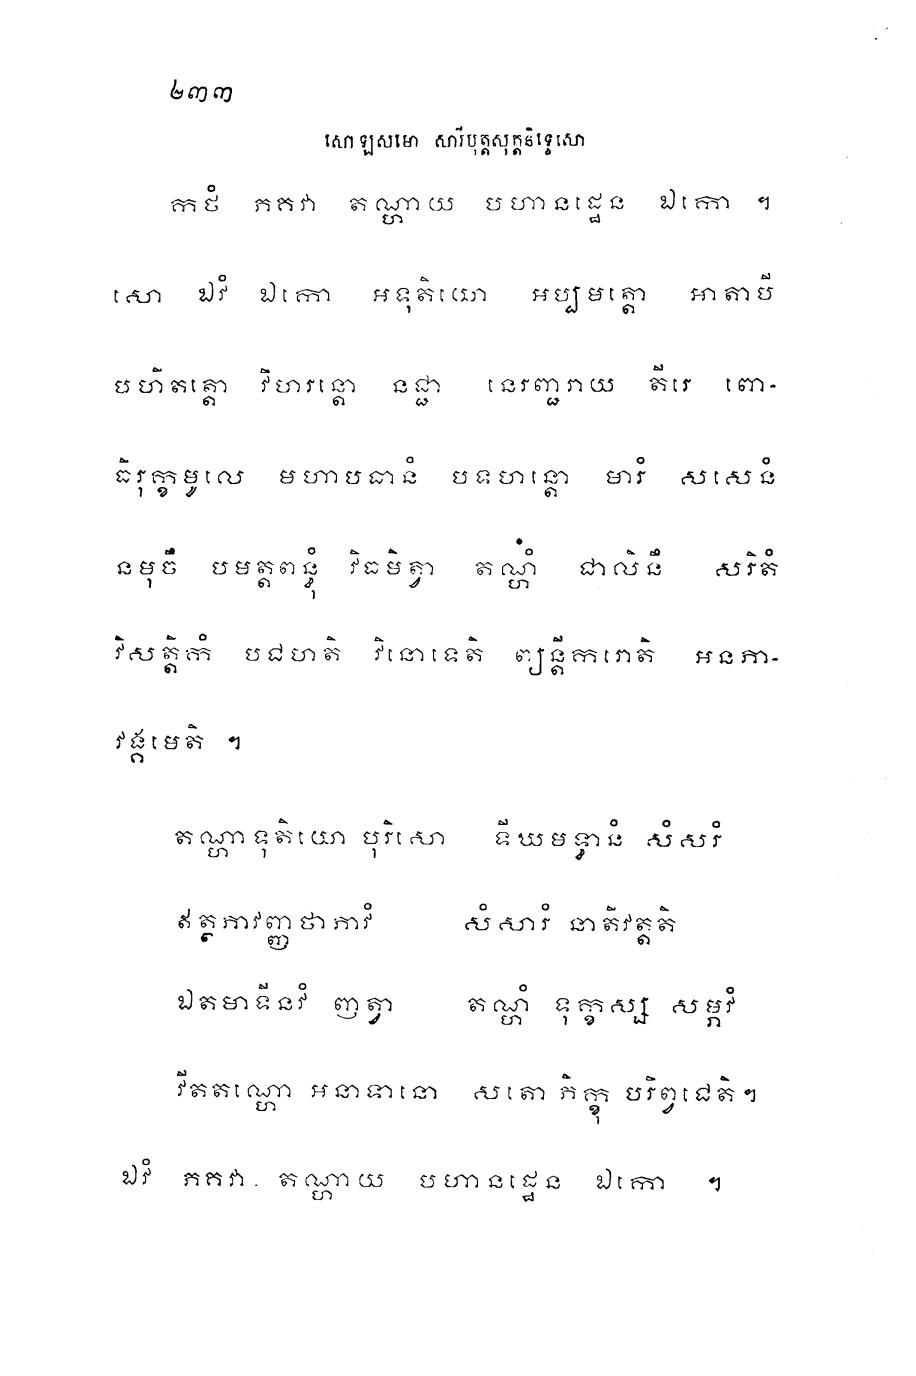 ២៣៣
សោឡសមោ សារីបុត្តសុត្តនិទ្ទេសោ
កថំ ភគវា តណ្ហាយ បហានដ្ឋេន ឯកោ ។
សោ ឯវំ ឯកោ អទុតិយោ អប្បមត្តោ អាតាបី
បហិតត្តោ វិហរន្តោ នជ្ជា នេរញ្ជរាយ តីរេ ពោ-
ធិរុក្ខមូលេ មហាបធានំ បទហន្តោ មារំ សសេនំ
នមុចឹ បមត្តពន្ធុំ វិធមិត្វា តណ្ហំ ជាលិនឹ សរិតំ
វិសត្តិកំ បជហតិ វិនោទេតិ ព្យន្តីករោតិ អនភា-
វង្គមេតិ ។
តណ្ហាទុតិយោ បុរិសោ ទីឃមទ្ធានំ សំសរំ
ឥត្ថភាវញ្ញថាភាវំ សំសារំ នាតិវត្តតិ
ឯតមាទីនវំ ញត្វា តណ្ហំ ទុក្ខស្ស សម្ភវំ
វីតតណ្ហោ អនាទានោ សតោ ភិក្ខុ បរិព្វជេតិ។
ឯវំ ភគវា តណ្ហាយ បហានដ្ឋេន ឯកោ ។